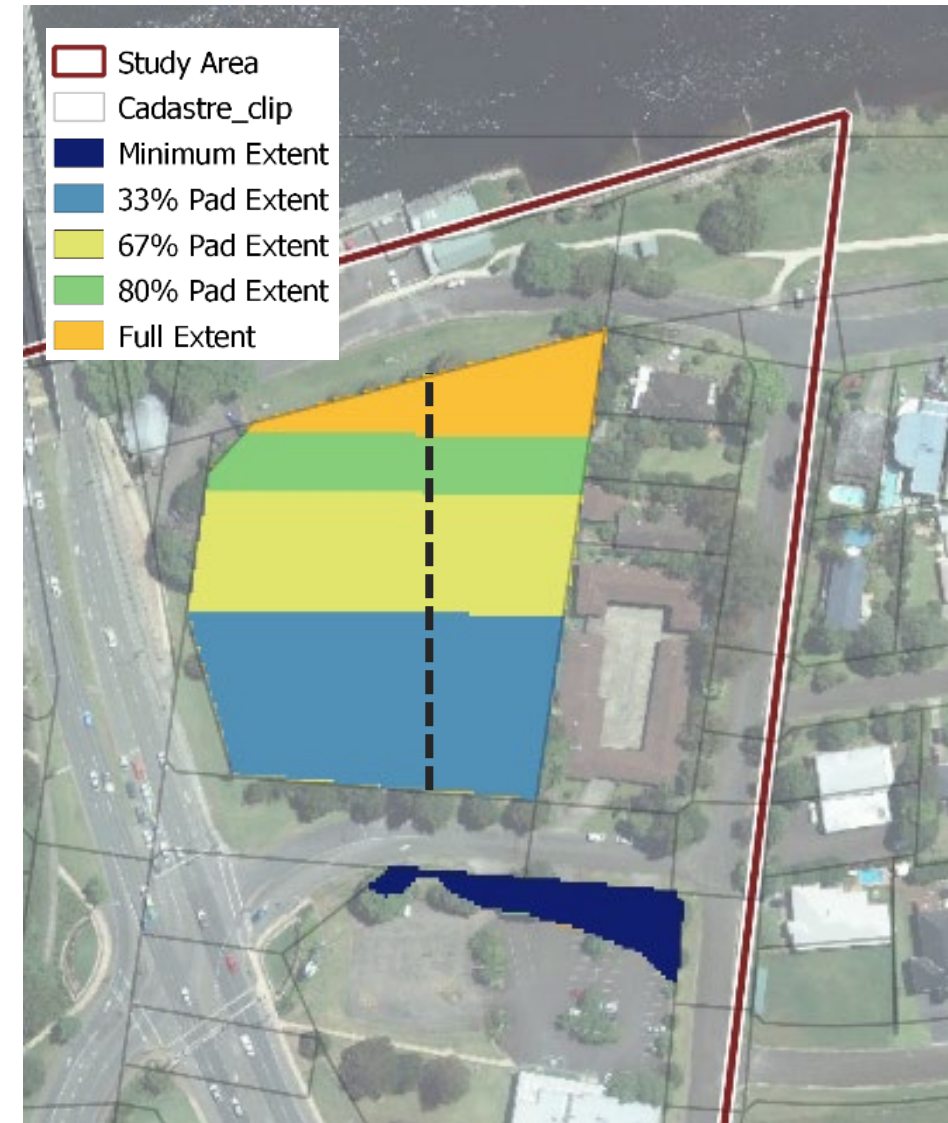 Study Area
Cadastre_clip
Minimum Extent
33% Pad Extent
67% Pad Extent
80% Pad Extent
Full Extent